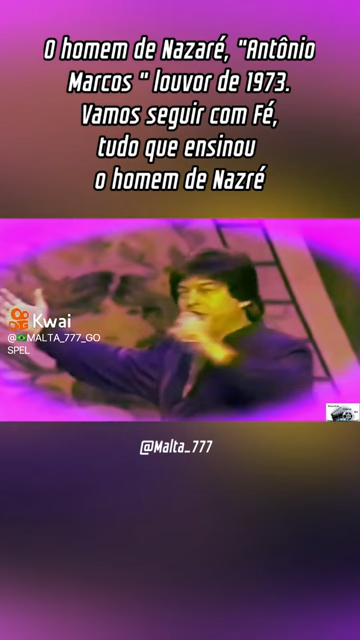 O homem de Nazaré, "Antônio
Marcos " louvor de 1973.
Vamos seguir com Fé,
tudo que ensinou
o homem de Nazré
Kwai
@🇧🇷MALTA_777_GO
SPEL
@Malta_777